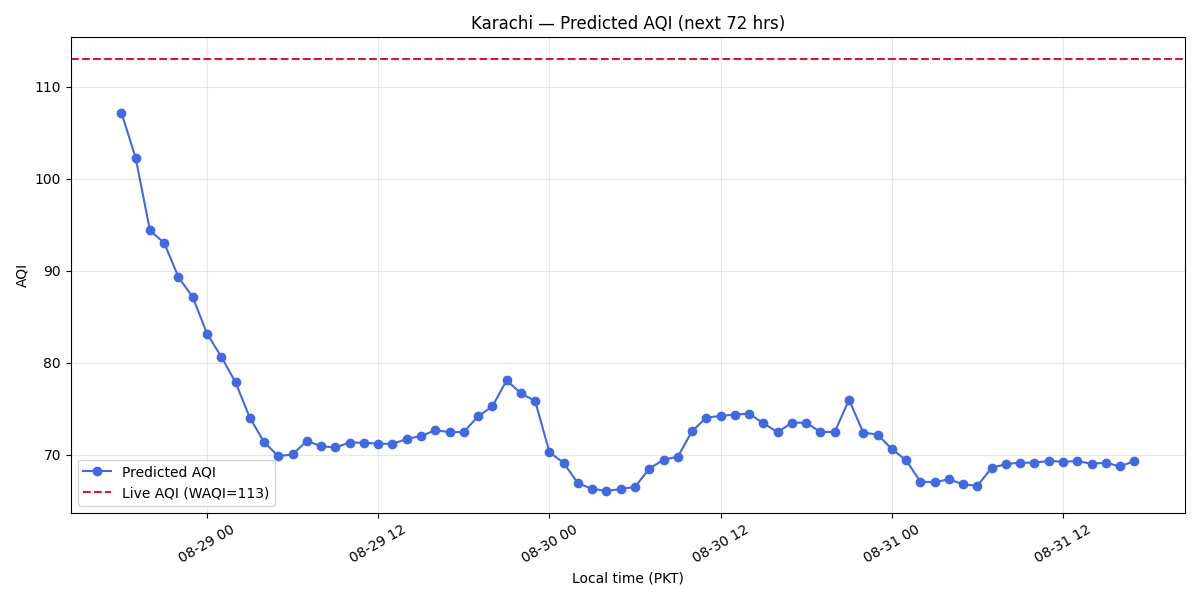 Karachi — Predicted AQI (next 72 hrs)
110
100
90
80
70
AQI
Predicted AQI
Live AQI (WAQI=113)
08-29 00
08-29 12
08-30 00
08-30 12
08-31 00
08-31 12
Local time (PKT)